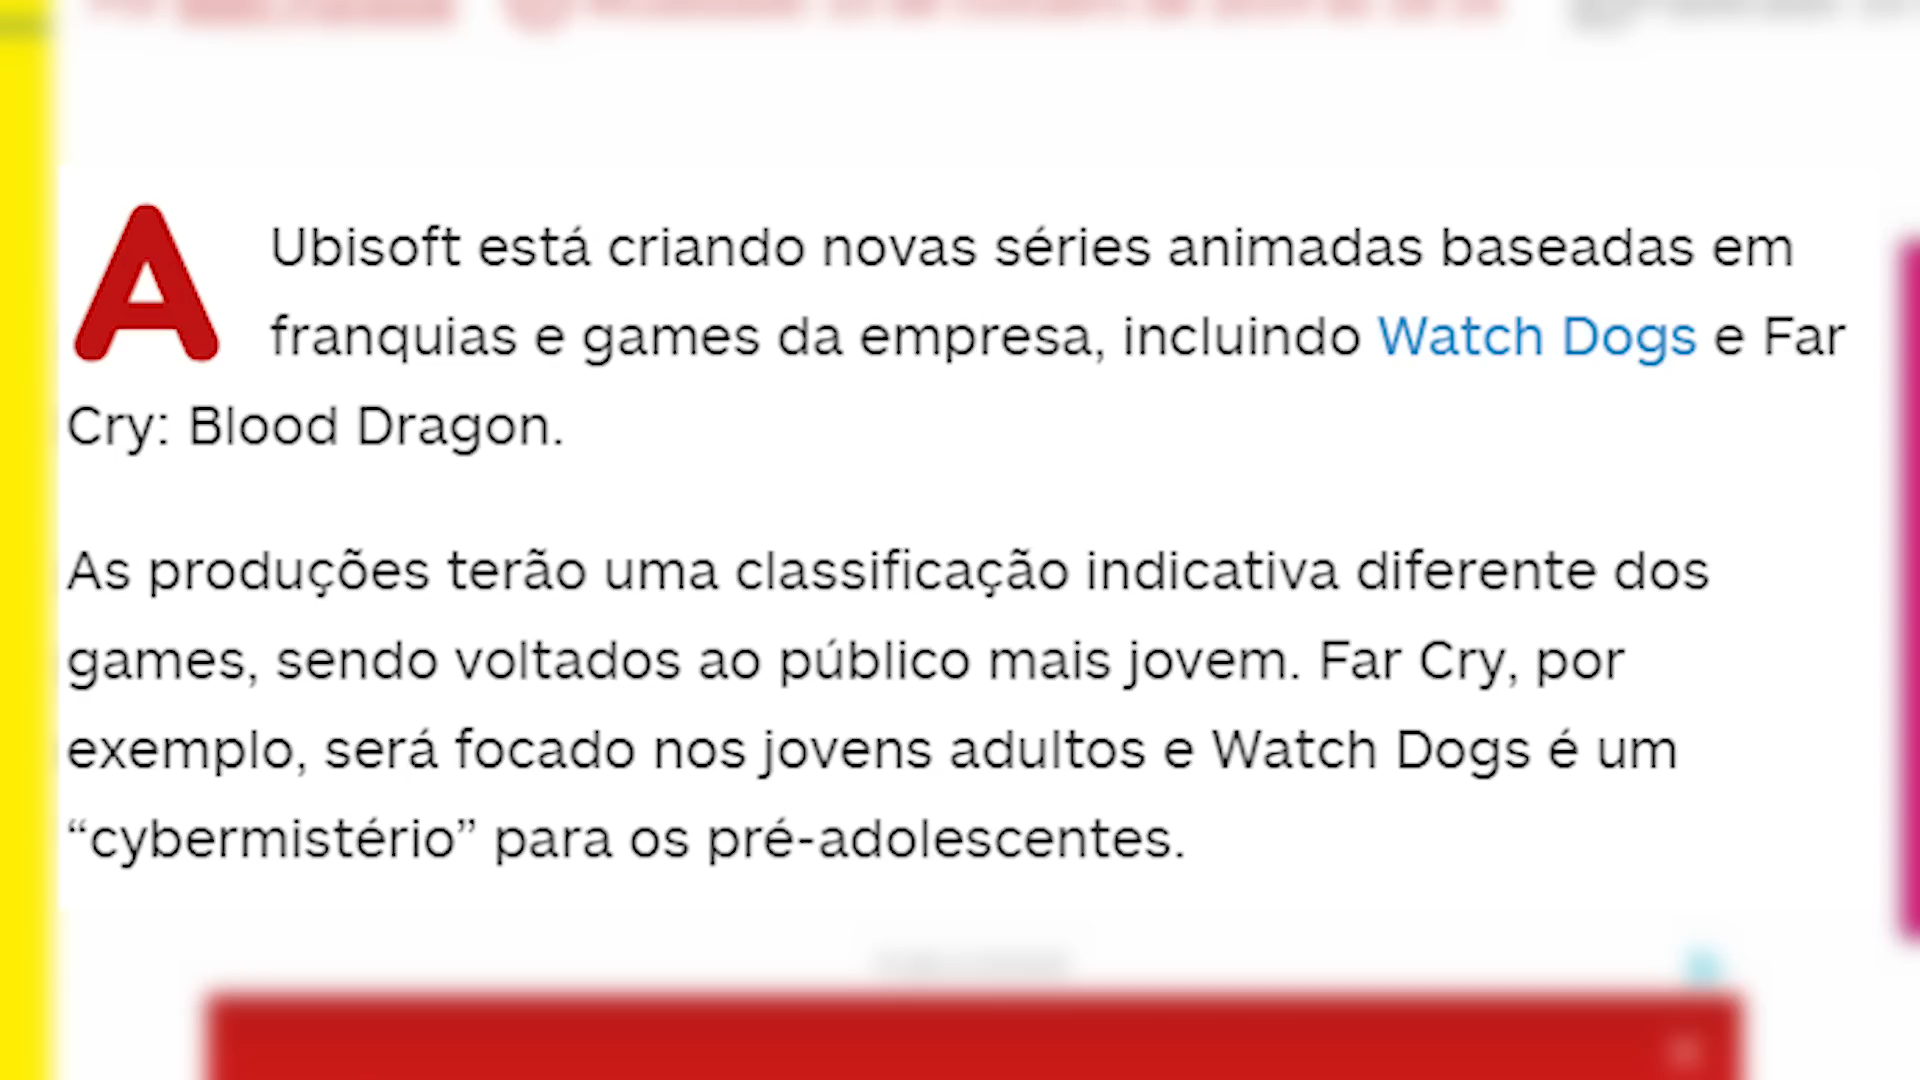 A Ubisoft está criando novas séries animadas baseadas em
franquias e games da empresa, incluindo Watch Dogs e Far
Cry: Blood Dragon.
As produções terão uma classificação indicativa diferente dos
games, sendo voltados ao público mais jovem. Far Cry, por
exemplo, será focado nos jovens adultos e Watch Dogs é um
“cybermistério” para os pré-adolescentes.